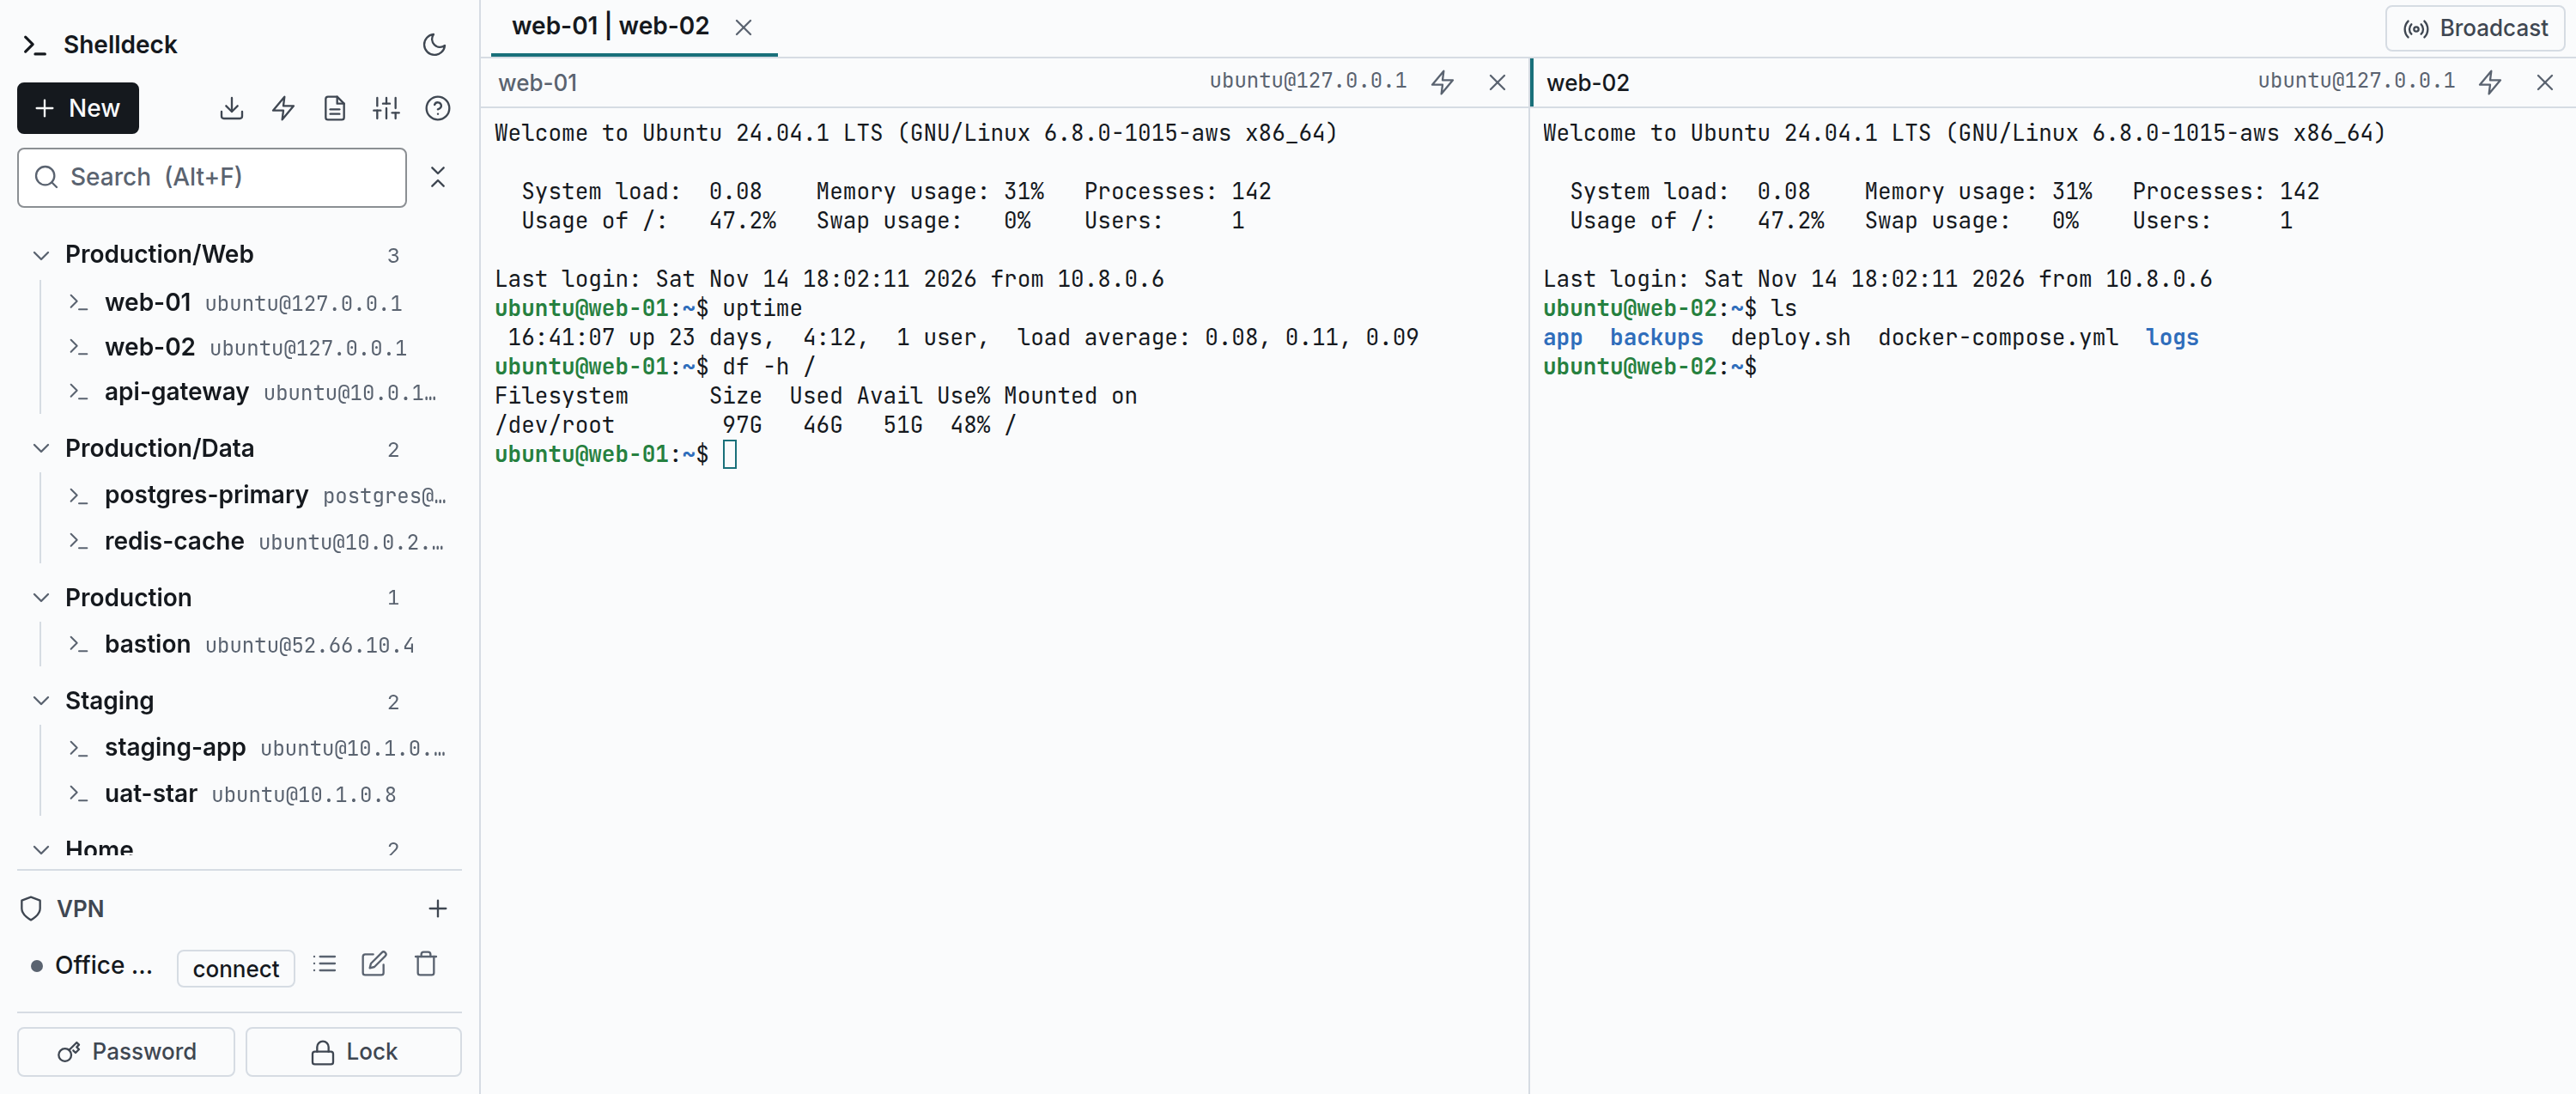 Shelldeck
New
Search (Alt+F)
Production/Web 3
web-01 ubuntu@127.0.0.1
web-02 ubuntu@127.0.0.1
api-gateway ubuntu@10.0.1…
Production/Data 2
postgres-primary postgres@…
redis-cache ubuntu@10.0.2.…
Production 1
bastion ubuntu@52.66.10.4
Staging 2
staging-app ubuntu@10.1.0.…
uat-star ubuntu@10.1.0.8
Home 2
VPN
Office ... connect
Password Lock
web-01 | web-02
Broadcast
web-01 ubuntu@127.0.0.1
Welcome to Ubuntu 24.04.1 LTS (GNU/Linux 6.8.0-1015-aws x86_64)
System load: 0.08 Memory usage: 31% Processes: 142
Usage of /: 47.2% Swap usage: 0% Users: 1
Last login: Sat Nov 14 18:02:11 2026 from 10.8.0.6
ubuntu@web-01:~$ uptime
16:41:07 up 23 days, 4:12, 1 user, load average: 0.08, 0.11, 0.09
ubuntu@web-01:~$ df -h /
Filesystem Size Used Avail Use% Mounted on
/dev/root 97G 46G 51G 48% /
ubuntu@web-01:~$
web-02 ubuntu@127.0.0.1
Welcome to Ubuntu 24.04.1 LTS (GNU/Linux 6.8.0-1015-aws x86_64)
System load: 0.08 Memory usage: 31% Processes: 142
Usage of /: 47.2% Swap usage: 0% Users: 1
Last login: Sat Nov 14 18:02:11 2026 from 10.8.0.6
ubuntu@web-02:~$ ls
app backups deploy.sh docker-compose.yml logs
ubuntu@web-02:~$